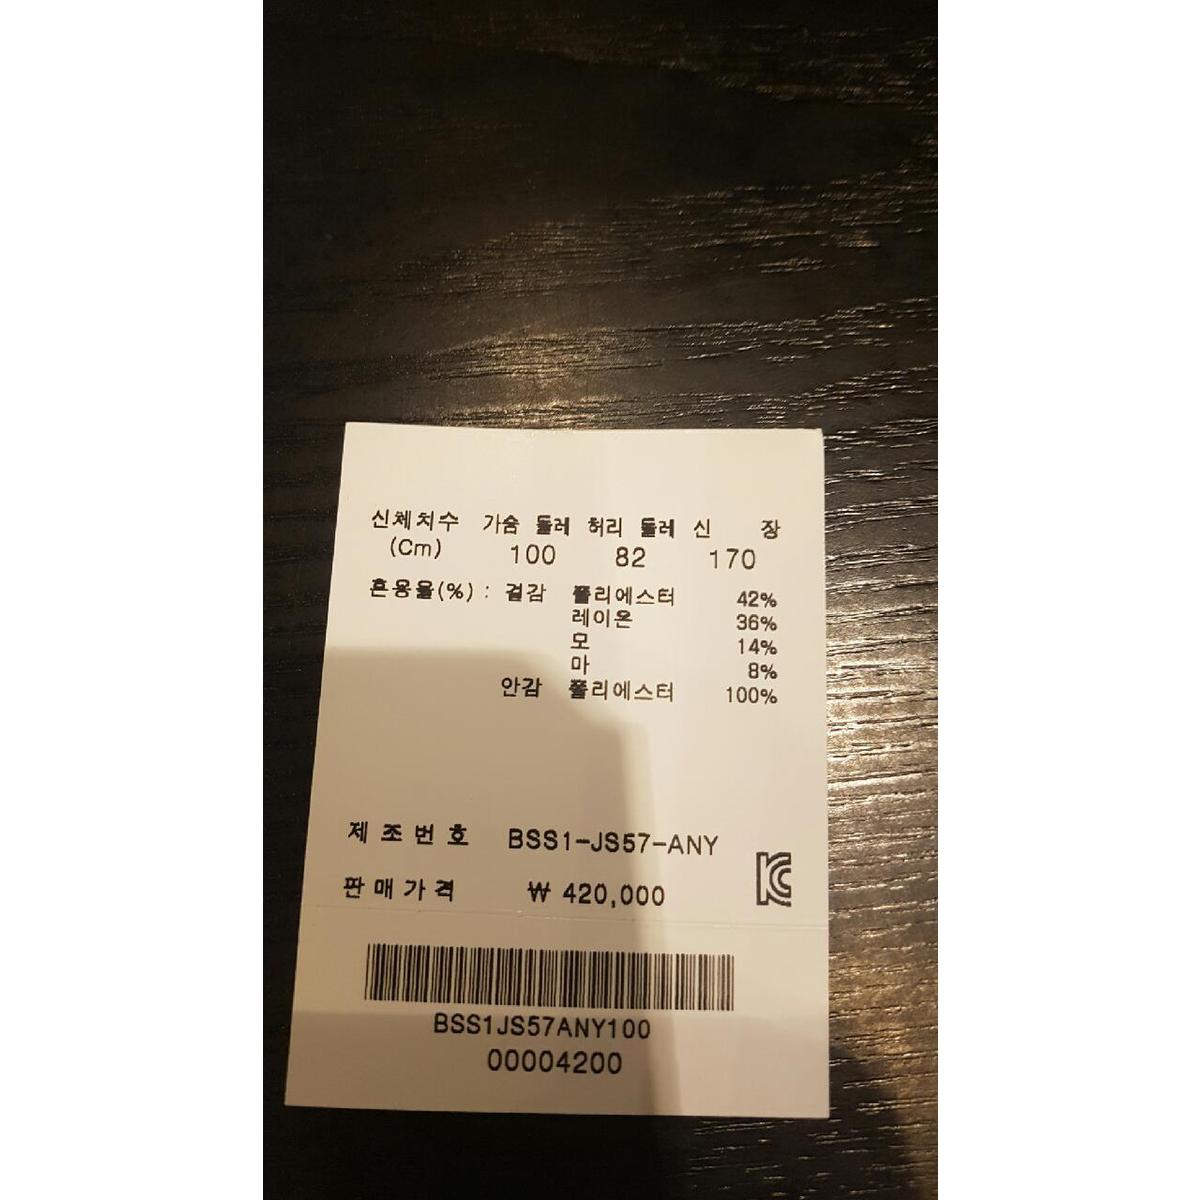 신체치수 가슴 둘레 허리 둘레 신 장
(Cm) 100 82 170
혼용율(%) : 겉감 폴리에스터 42%
레이온 36%
모 14%
마 8%
안감 폴리에스터 100%
제조번호 BSS1-JS57-ANY
판매가격 ₩ 420,000
KC
BSS1JS57ANY100
00004200